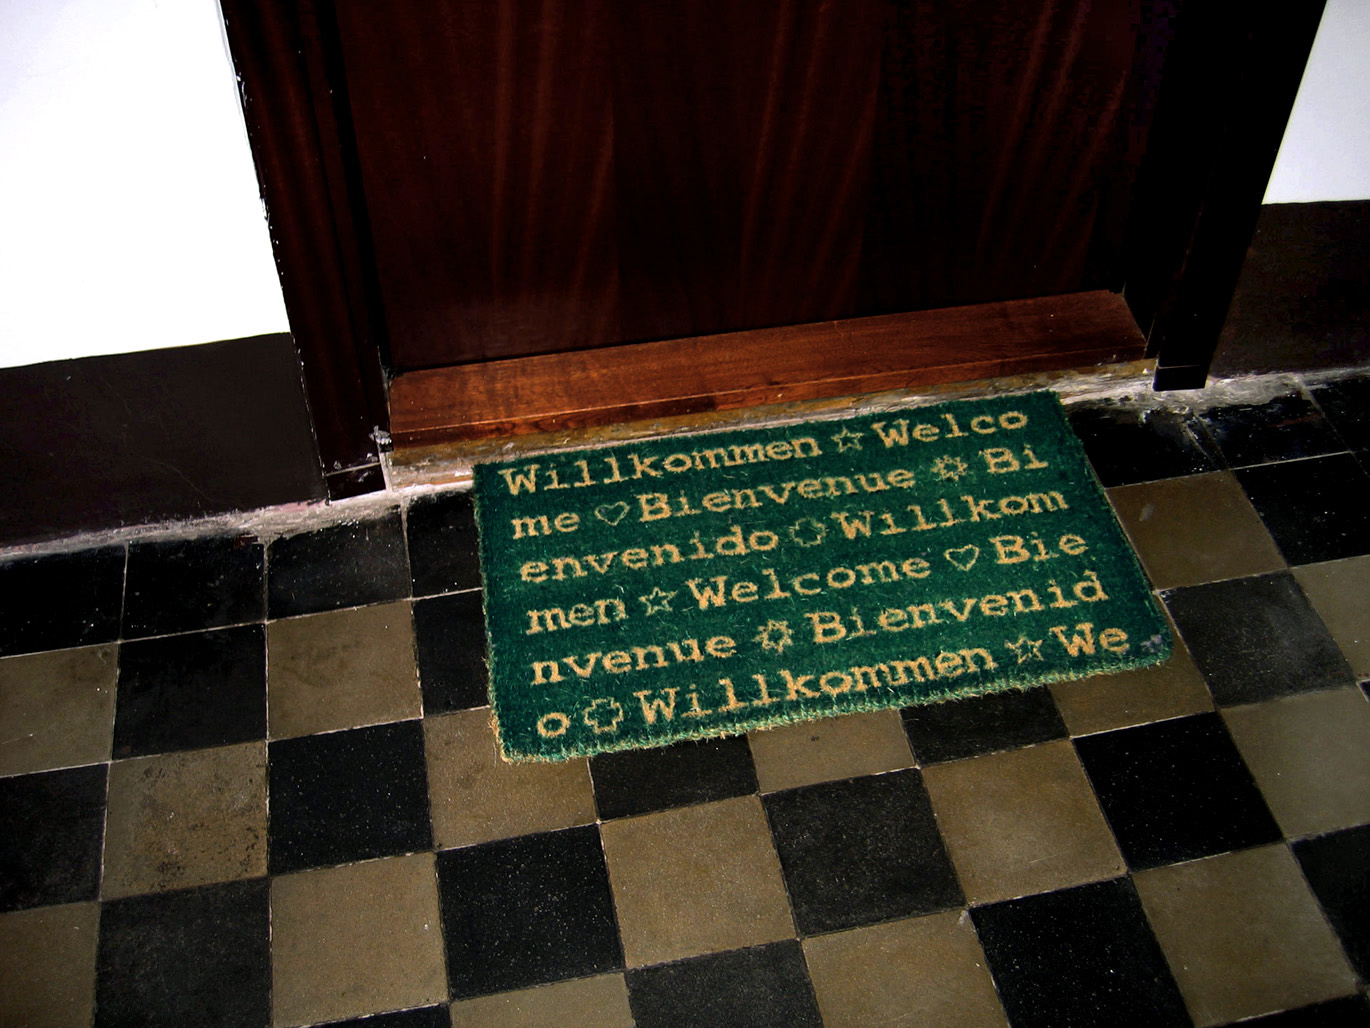 Willkommen ☆ Welco
me ♡ Bienvenue ☼ Bi
envenido ✤ Willkom
men ☆ Welcome ♡ Bie
nvenue ☼ Bienvenid
o ✤ Willkommen ☆ We